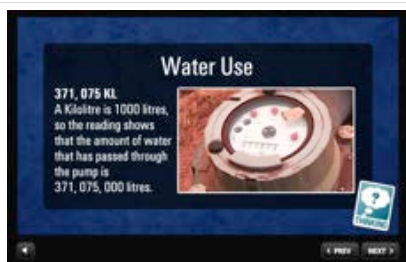 Water Use
371, 075 KL
A Kilolitre is 1000 litres,
so the reading shows
that the amount of water
that has passed through
the pump is
371, 075, 000 litres.
THINKING
< PREV
NEXT >